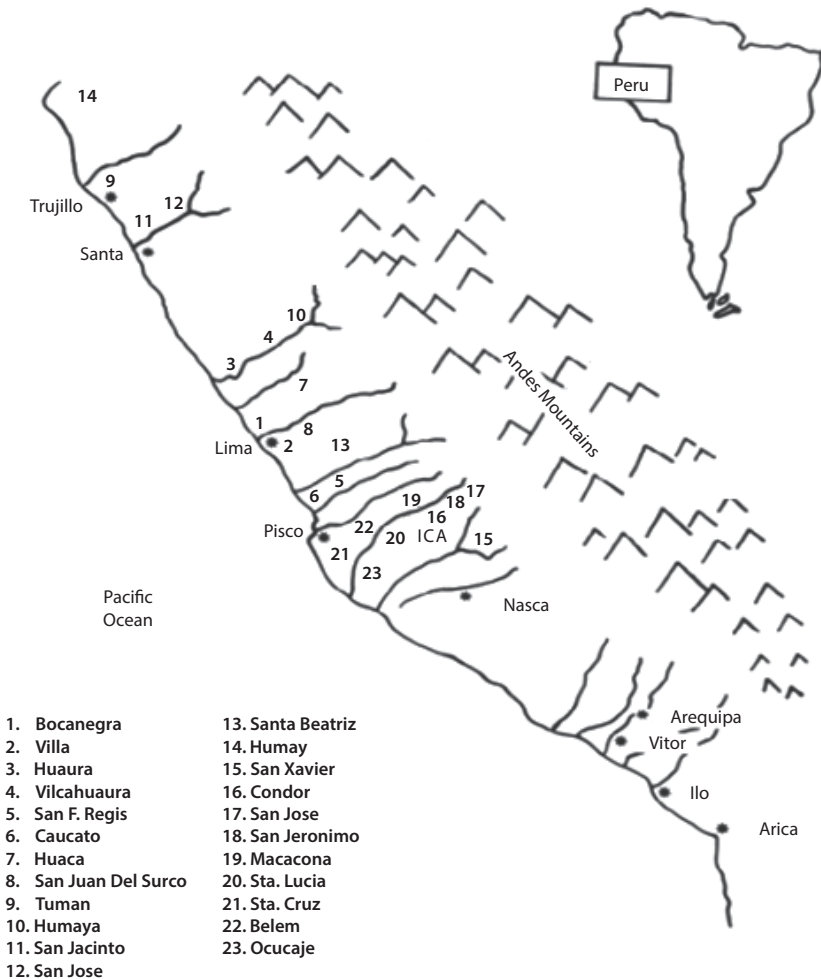 Peru
14
9
Trujillo
12
11
Santa
10
4
3
7
1
8
Lima
2
13
5
6
17
19
18
16
Pisco
22
ICA
15
20
21
23
Nasca
Andes Mountains
Pacific
Ocean
Arequipa
Vitor
Ilo
Arica
1. Bocanegra
2. Villa
3. Huaura
4. Vilcahuaura
5. San F. Regis
6. Caucato
7. Huaca
8. San Juan Del Surco
9. Tuman
10. Humaya
11. San Jacinto
12. San Jose
13. Santa Beatriz
14. Humay
15. San Xavier
16. Condor
17. San Jose
18. San Jeronimo
19. Macacona
20. Sta. Lucia
21. Sta. Cruz
22. Belem
23. Ocucaje